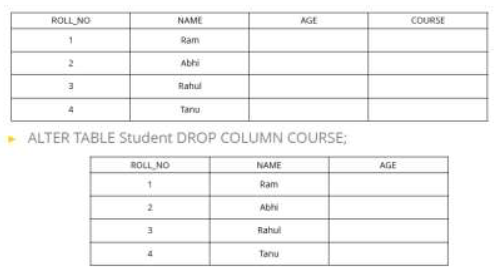 ROLL_NO NAME AGE COURSE
1 Ram
2 Abhi
3 Rahul
4 Tanu
ALTER TABLE Student DROP COLUMN COURSE;
ROLL_NO NAME AGE
1 Ram
2 Abhi
3 Rahul
4 Tanu